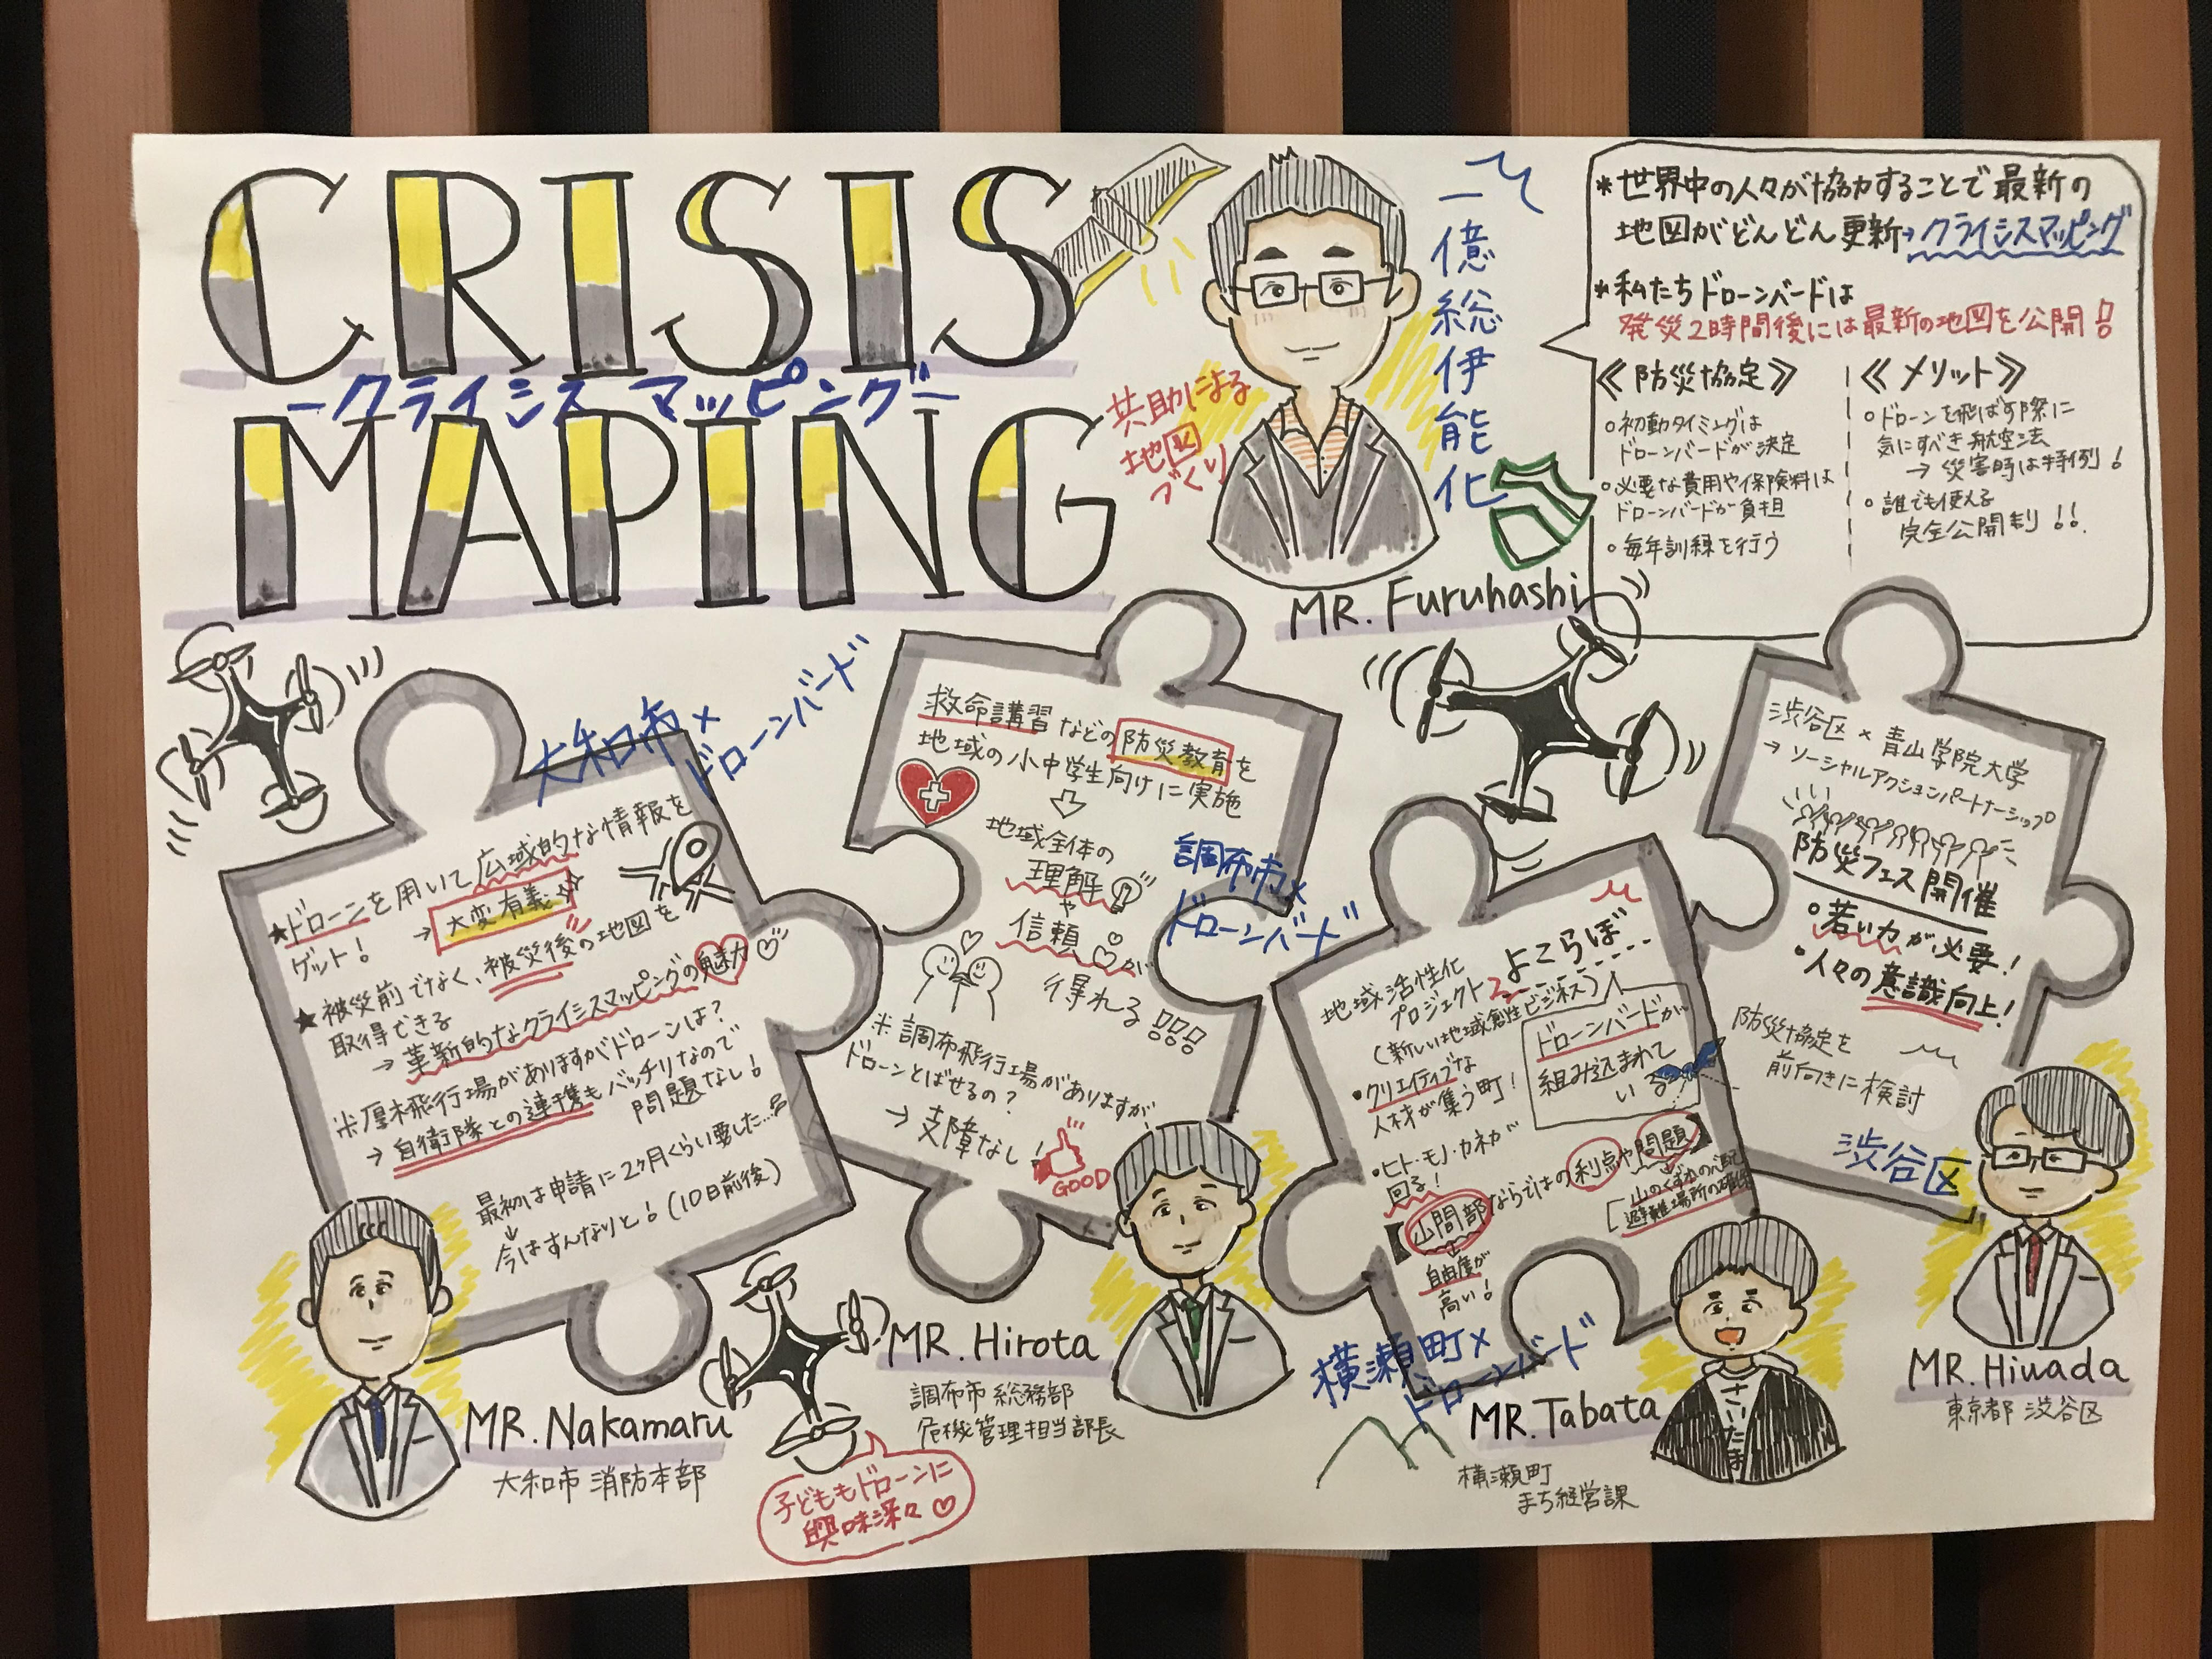 CRISIS
-クライシスマッピング-
MAPING
共助による
地図
づくり
一億総伊能化
MR. Furuhashi
*世界中の人々が協力することで最新の
地図がどんどん更新→クライシスマッピング
*私たちドローンバードは
発災2時間後には最新の地図を公開!!
《防災協定》
○初動タイミングは
ドローンバードが決定
○必要な費用や保険料は
ドローンバードが負担
○毎年訓練を行う
《メリット》
○ドローンを飛ばす際に
気にすべき航空法
→災害時は特例!
○誰でも使える
完全公開制!!
大和市×
ドローンバード
★ドローンを用いて広域的な情報を
ゲット! →大変有義
★被災前でなく、被災後の地図を
取得できる
→革新的なクライシスマッピングの魅力
※厚木飛行場がありますがドローンは?
→自衛隊との連携もバッチリなので
問題なし!
最初は申請に2ヶ月くらい要した...
↓
今はすんなりと!(10日前後)
MR. Nakamaru
大和市 消防本部
救命講習などの防災教育を
地域の小中学生向けに実施
地域全体の
理解
や
信頼が
得れる!!!
調布市×
ドローンバード
※調布飛行場がありますが
ドローンとばせるの?
→支障なし!
GOOD
MR. Hirota
調布市 総務部
危機管理担当部長
子どももドローンに
興味深々♡
地域活性化
プロジェクト よこらぼ...
(新しい地域創生ビジネス)
ドローンバードが
組み込まれて
いる
・クリエイティブな
人材が集う町!
・ヒト・モノ・カネが
回る!
山間部ならではの利点や問題
自由度が
高い!
山のくずれの心配
避難場所の確保
横瀬町×
ドローンバード
MR. Tabata
横瀬町
まち経営課
さいたま
渋谷区×青山学院大学
→ソーシャルアクションパートナーシップ
防災フェス開催
・若い力が必要!
・人々の意識向上!
防災協定を
前向きに検討
渋谷区
MR. Hiwada
東京都 渋谷区